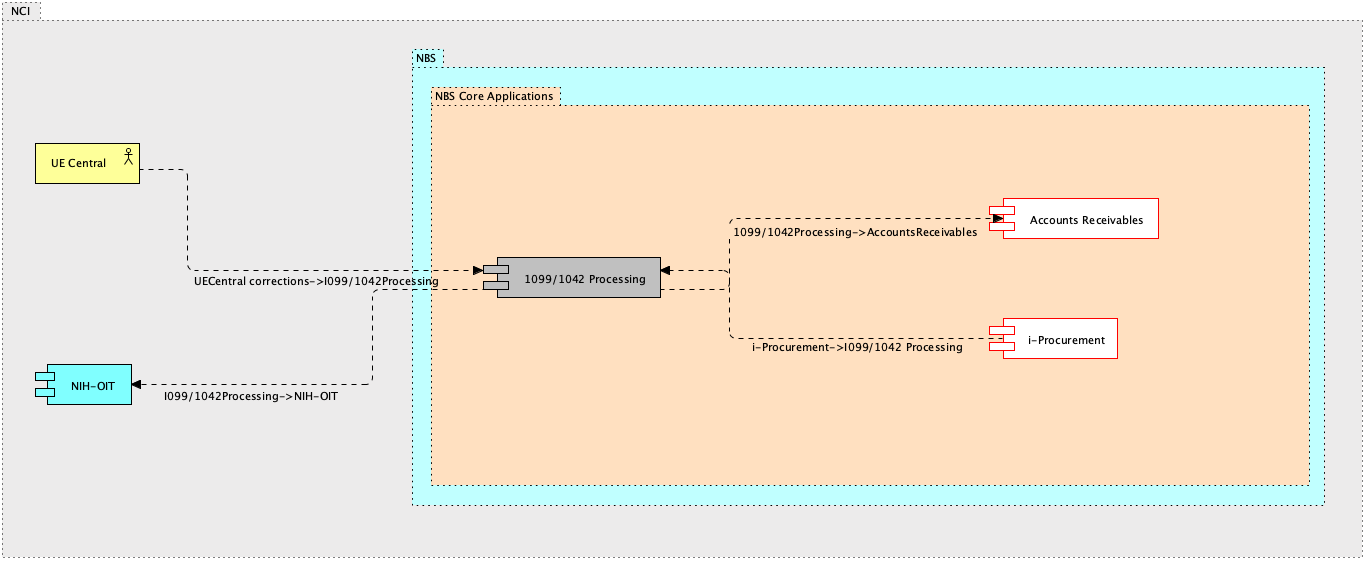 NCI
NBS
NBS Core Applications
UE Central
Accounts Receivables
1099/1042Processing->AccountsReceivables
1099/1042 Processing
UECentral corrections->I099/1042Processing
i-Procurement
i-Procurement->I099/1042 Processing
NIH-OIT
I099/1042Processing->NIH-OIT